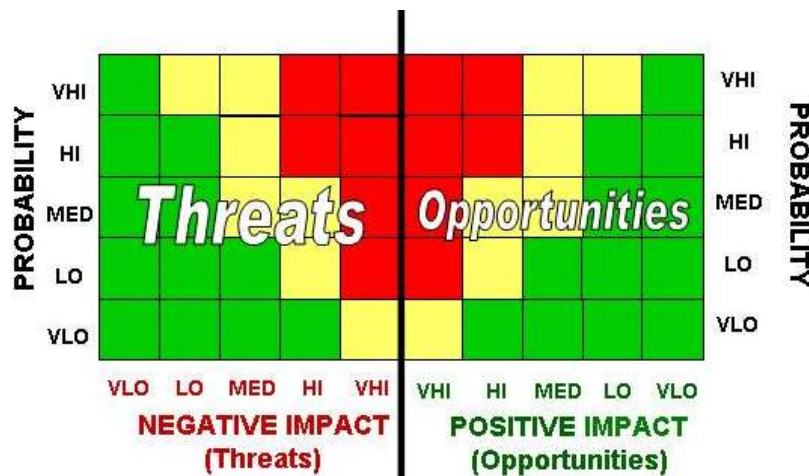 PROBABILITY
VHI
HI
MED
LO
VLO
Threats
Opportunities
VHI
HI
MED
LO
VLO
PROBABILITY
VLO LO MED HI VHI
VHI HI MED LO VLO
NEGATIVE IMPACT
(Threats)
POSITIVE IMPACT
(Opportunities)